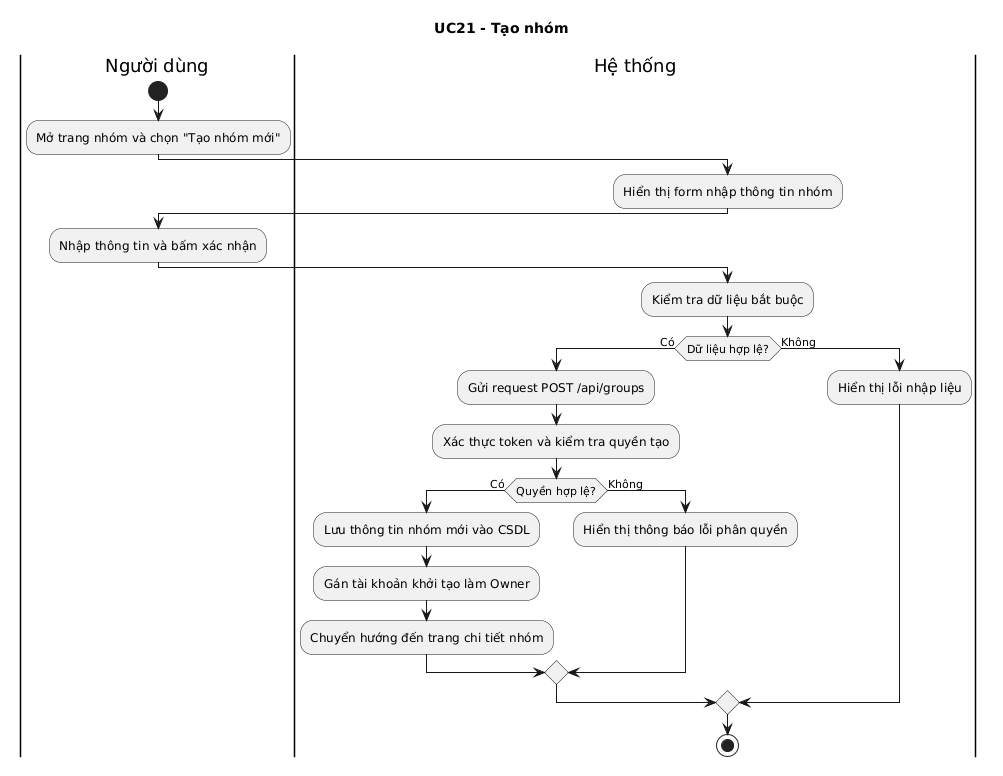 UC21 - Tạo nhóm
Người dùng
Hệ thống
Mở trang nhóm và chọn "Tạo nhóm mới"
Hiển thị form nhập thông tin nhóm
Nhập thông tin và bấm xác nhận
Kiểm tra dữ liệu bắt buộc
Có
Dữ liệu hợp lệ?
Không
Gửi request POST /api/groups
Hiển thị lỗi nhập liệu
Xác thực token và kiểm tra quyền tạo
Có
Quyền hợp lệ?
Không
Lưu thông tin nhóm mới vào CSDL
Hiển thị thông báo lỗi phân quyền
Gán tài khoản khởi tạo làm Owner
Chuyển hướng đến trang chi tiết nhóm